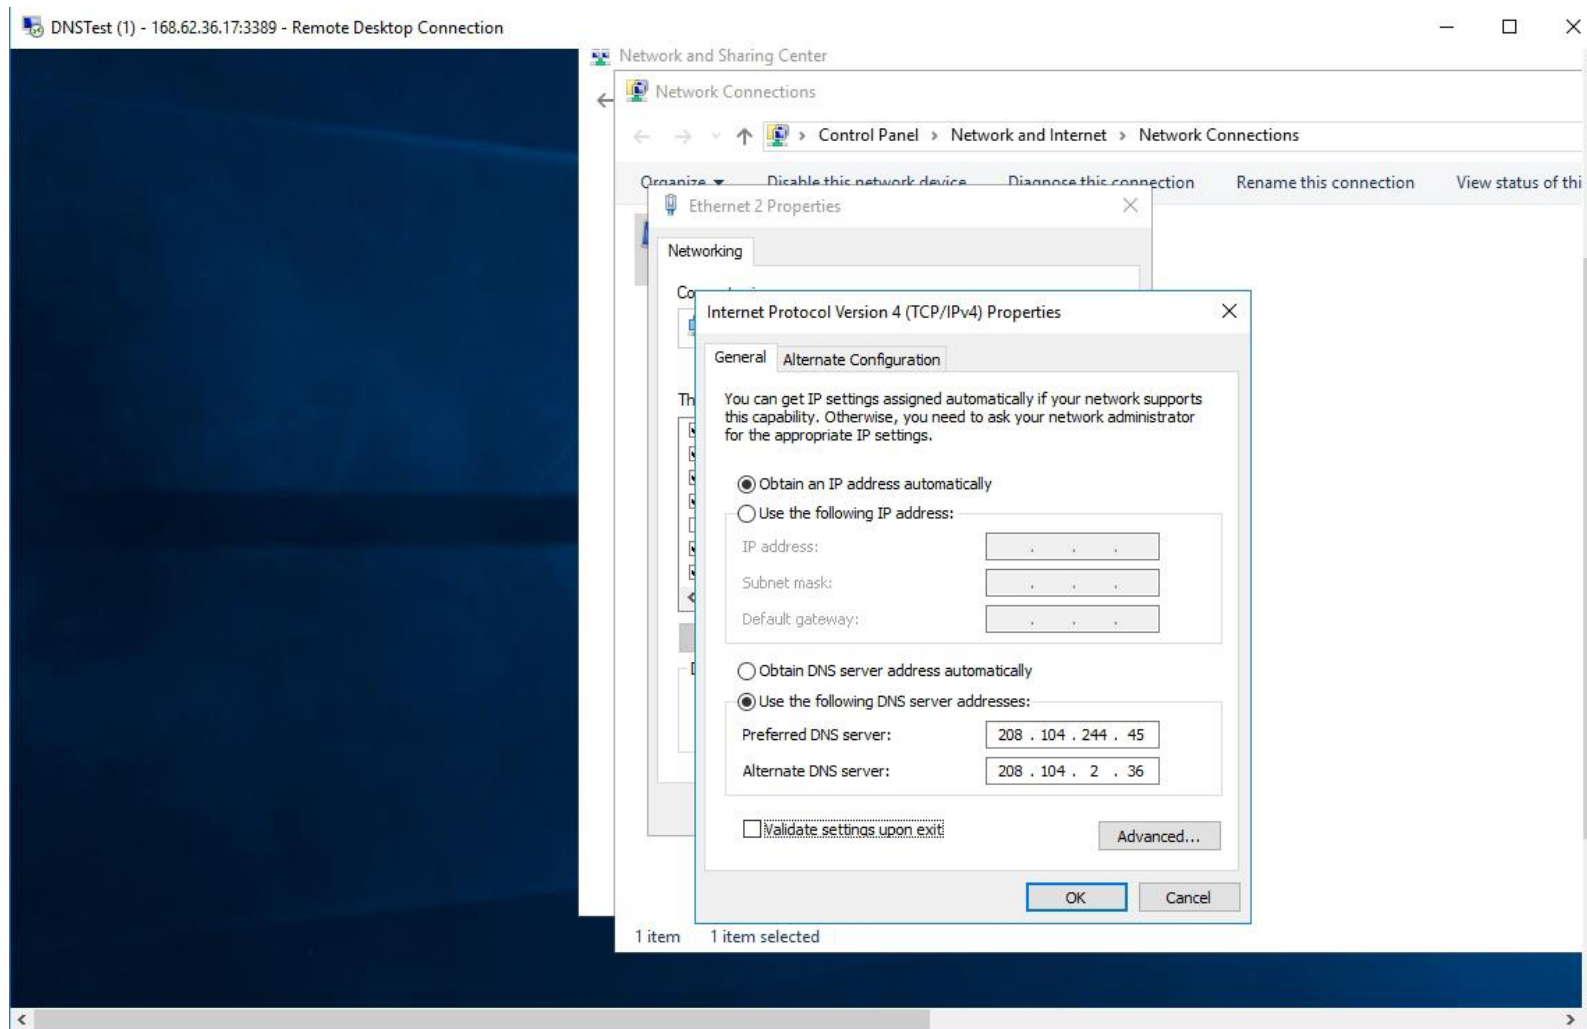 DNSTest (1) - 168.62.36.17:3389 - Remote Desktop Connection
Network and Sharing Center
Network Connections
Control Panel > Network and Internet > Network Connections
Organize Disable this network device Diagnose this connection Rename this connection View status of thi
Ethernet 2 Properties
Networking
Co
Internet Protocol Version 4 (TCP/IPv4) Properties
General Alternate Configuration
Th
You can get IP settings assigned automatically if your network supports
this capability. Otherwise, you need to ask your network administrator
for the appropriate IP settings.
Obtain an IP address automatically
Use the following IP address:
IP address: . . .
Subnet mask: . . .
Default gateway: . . .
Obtain DNS server address automatically
Use the following DNS server addresses:
Preferred DNS server: 208 . 104 . 244 . 45
Alternate DNS server: 208 . 104 . 2 . 36
Validate settings upon exit
Advanced...
OK Cancel
1 item 1 item selected